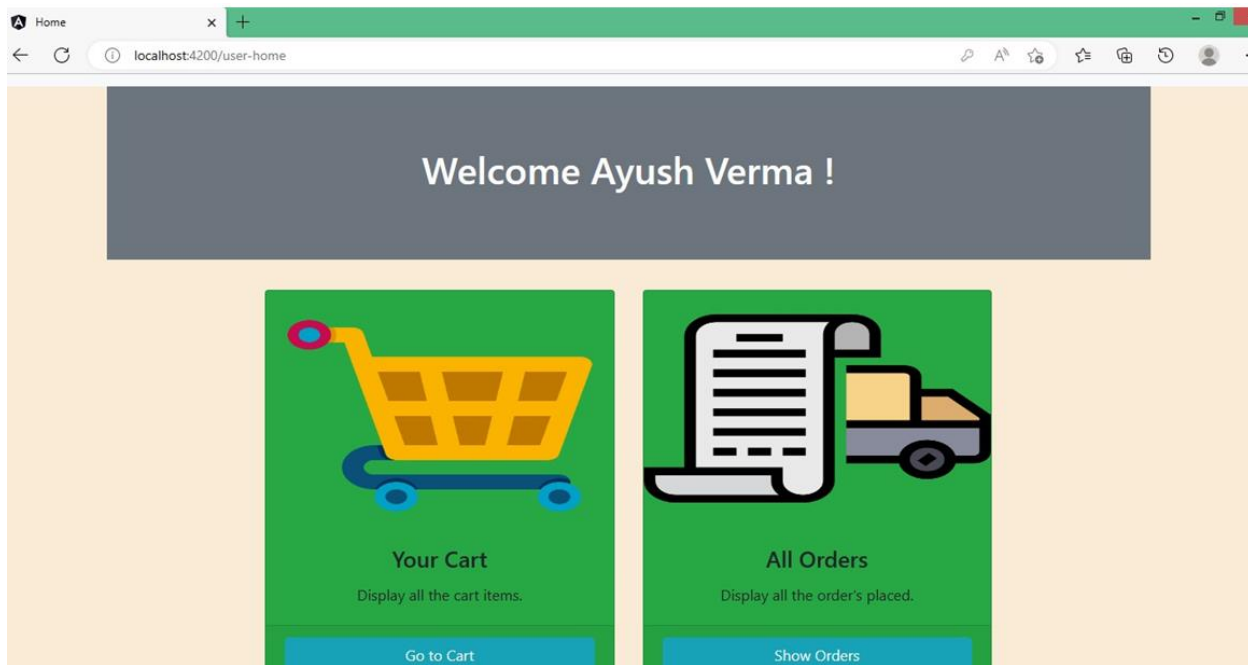 Home
localhost:4200/user-home
Welcome Ayush Verma !
Your Cart
Display all the cart items.
Go to Cart
All Orders
Display all the order's placed.
Show Orders